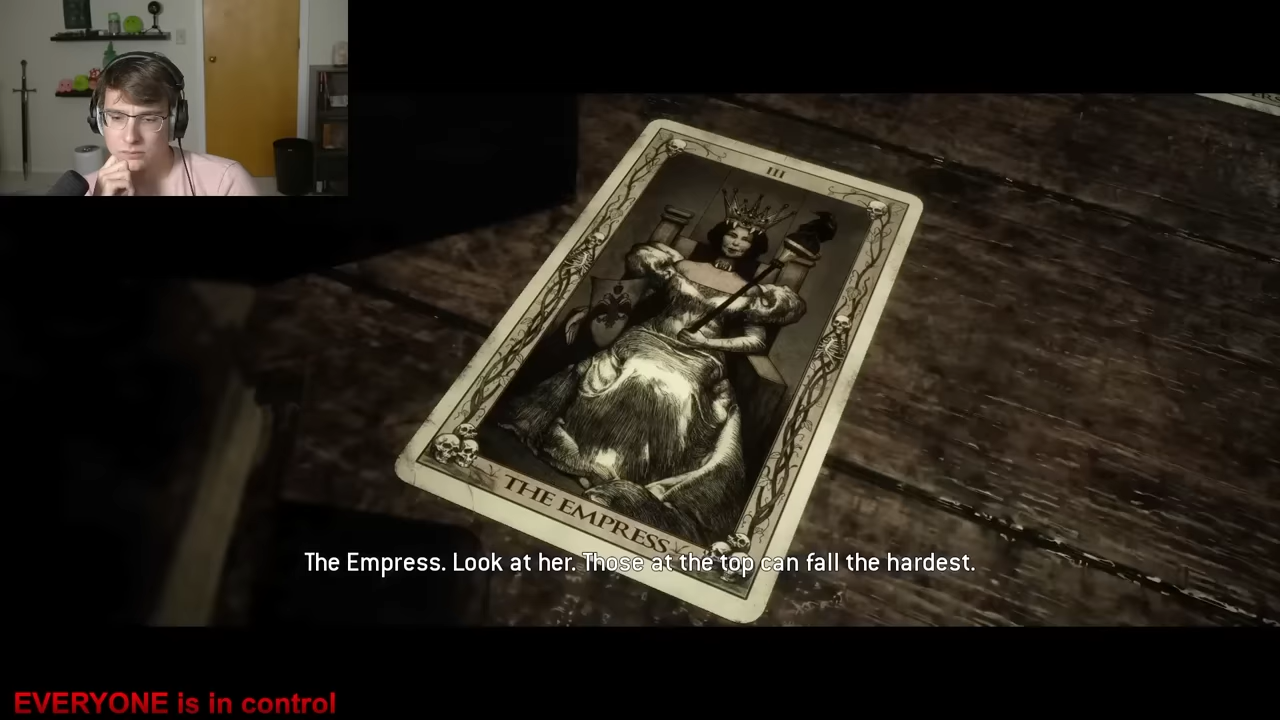 III
THE EMPRESS
The Empress. Look at her. Those at the top can fall the hardest.
EVERYONE is in control